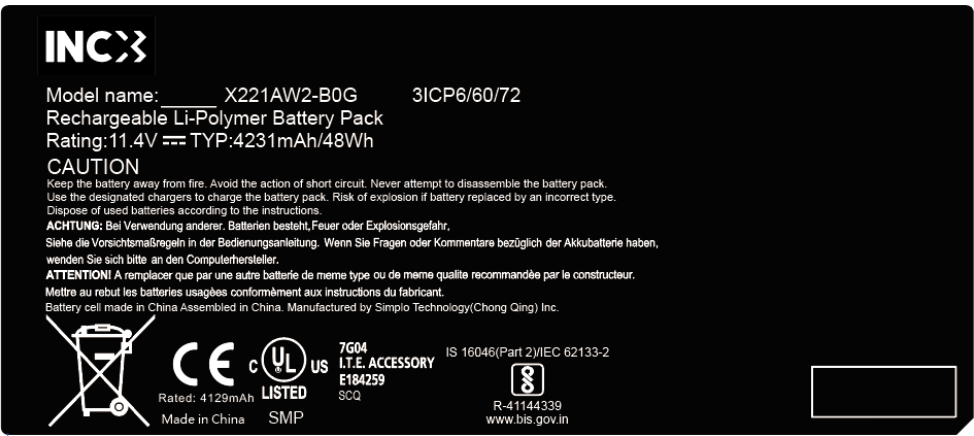 INCX
Model name:_____ X221AW2-B0G 3ICP6/60/72
Rechargeable Li-Polymer Battery Pack
Rating:11.4V ⎓ TYP:4231mAh/48Wh
CAUTION
Keep the battery away from fire. Avoid the action of short circuit. Never attempt to disassemble the battery pack.
Use the designated chargers to charge the battery pack. Risk of explosion if battery replaced by an incorrect type.
Dispose of used batteries according to the instructions.
ACHTUNG: Bei Verwendung anderer. Batterien besteht,Feuer oder Explosionsgefahr,
Siehe die Vorsichtsmaßregeln in der Bedienungsanleitung. Wenn Sie Fragen oder Kommentare bezüglich der Akkubatterie haben,
wenden Sie sich bitte an den Computerhersteller.
ATTENTION! A remplacer que par une autre batterie de meme type ou de meme qualite recommandèe par le constructeur.
Mettre au rebut les batteries usagèes conformèment aux instructions du fabricant.
Battery cell made in China Assembled in China. Manufactured by Simplo Technology(Chong Qing) Inc.
CE
Rated: 4129mAh
Made in China
C UL US
LISTED
SMP
7G04
I.T.E. ACCESSORY
E184259
SCQ
IS 16046(Part 2)/IEC 62133-2
R-41144339
www.bis.gov.in